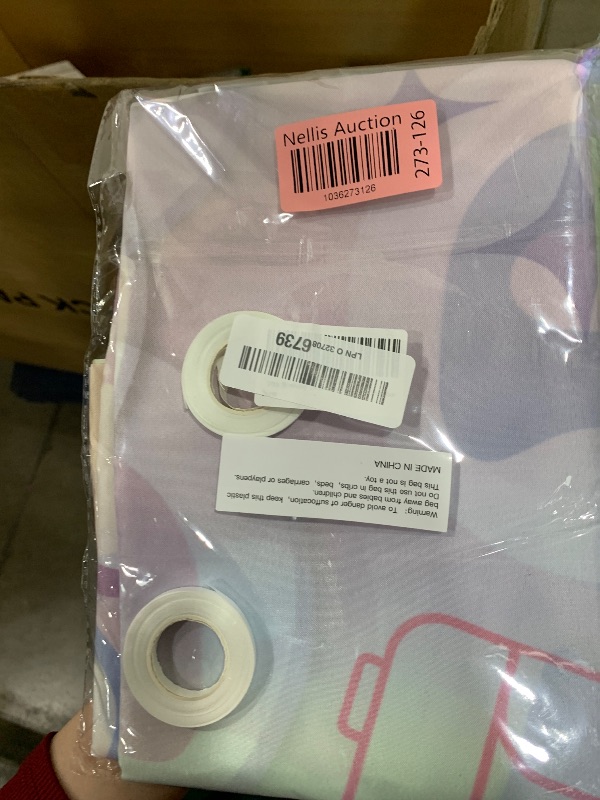 Nellis Auction
273-126
1036273126
LPN O 32708 6739
Warning: To avoid danger of suffocation, keep this plastic
bag away from babies and children.
Do not use this bag in cribs, beds, carriages or playpens.
This bag is not a toy.
MADE IN CHINA